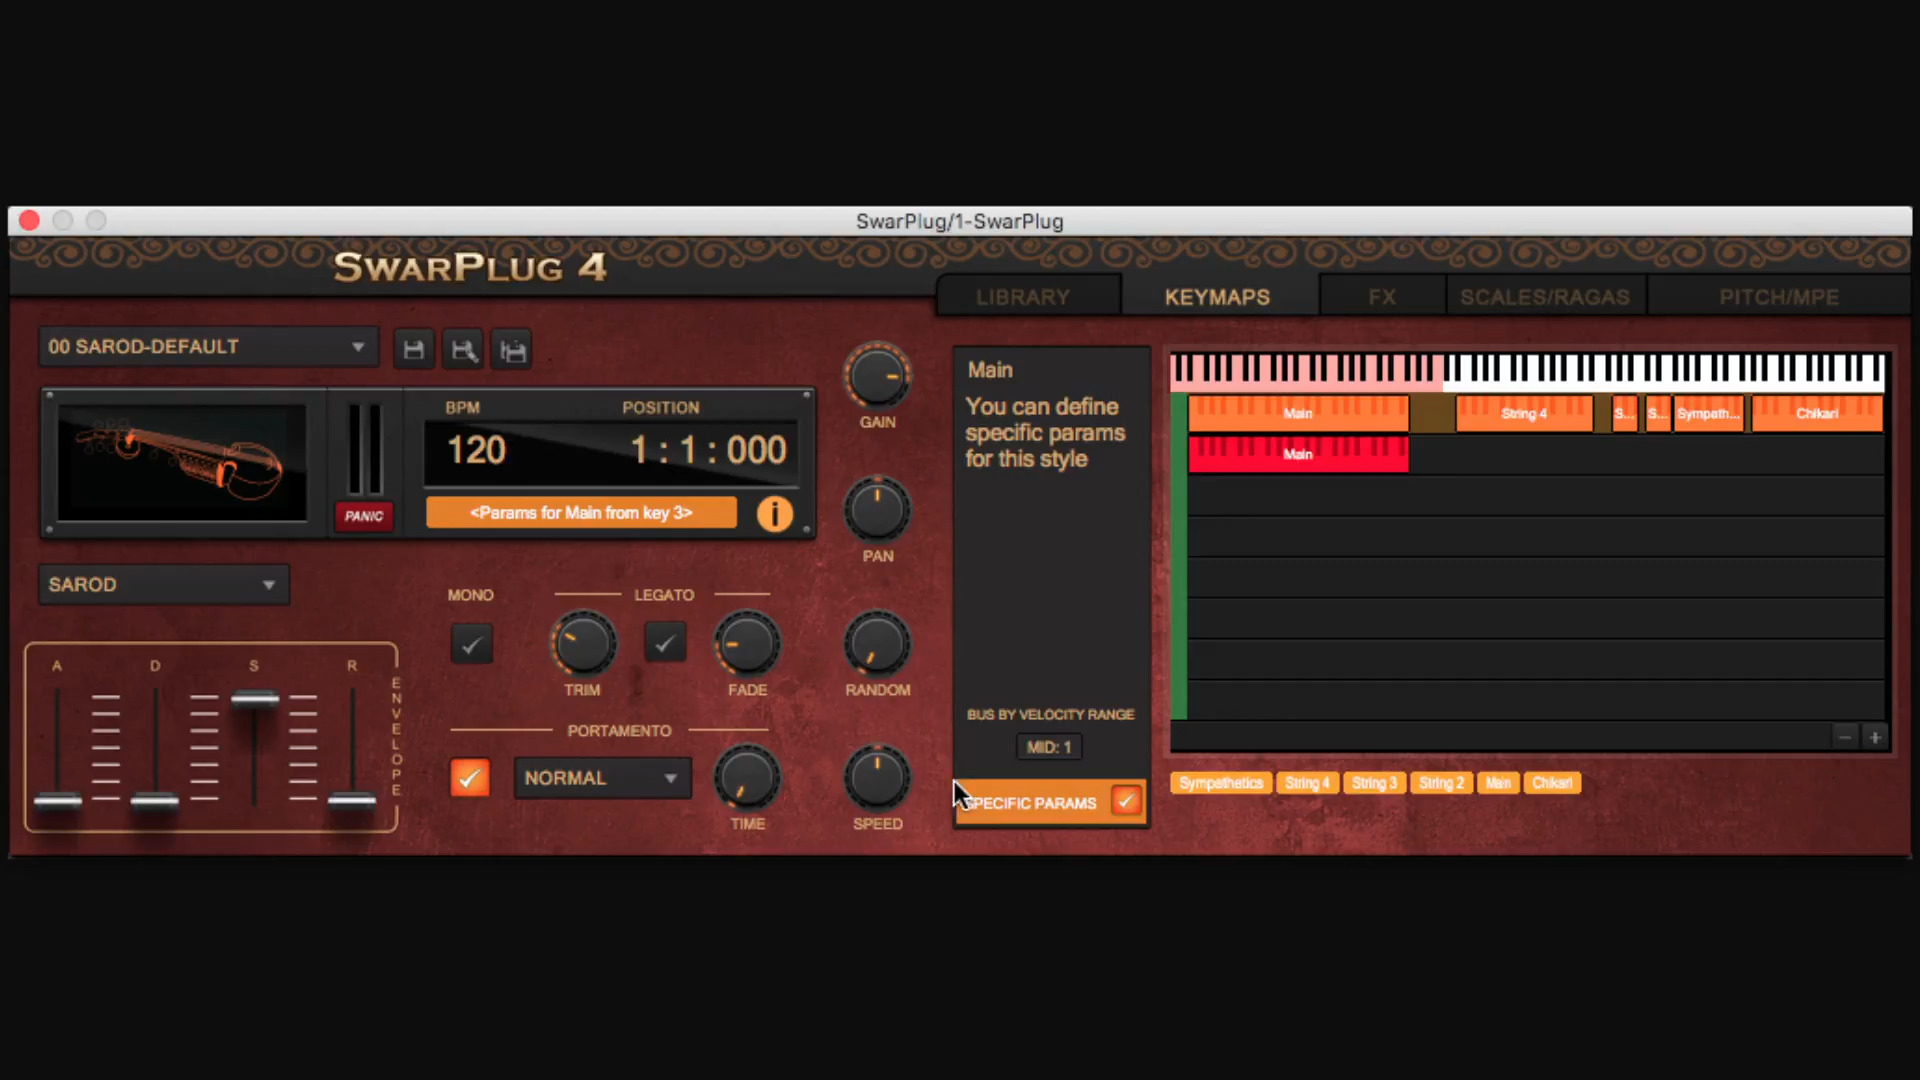 SwarPlug/1-SwarPlug
SWARPLUG 4
LIBRARY
KEYMAPS
FX
SCALES/RAGAS
PITCH/MPE
00 SAROD-DEFAULT
BPM
POSITION
120
1 : 1 : 000
PANIC
<Params for Main from key 3>
i
GAIN
PAN
SAROD
MONO
LEGATO
TRIM
FADE
RANDOM
A
D
S
R
ENVELOPE
PORTAMENTO
NORMAL
TIME
SPEED
Main
You can define
specific params
for this style
BUS BY VELOCITY RANGE
MID: 1
PECIFIC PARAMS
Main
String 4
S...
S...
Sympath...
Chikari
Main
Sympathetics
String 4
String 3
String 2
Main
Chikari